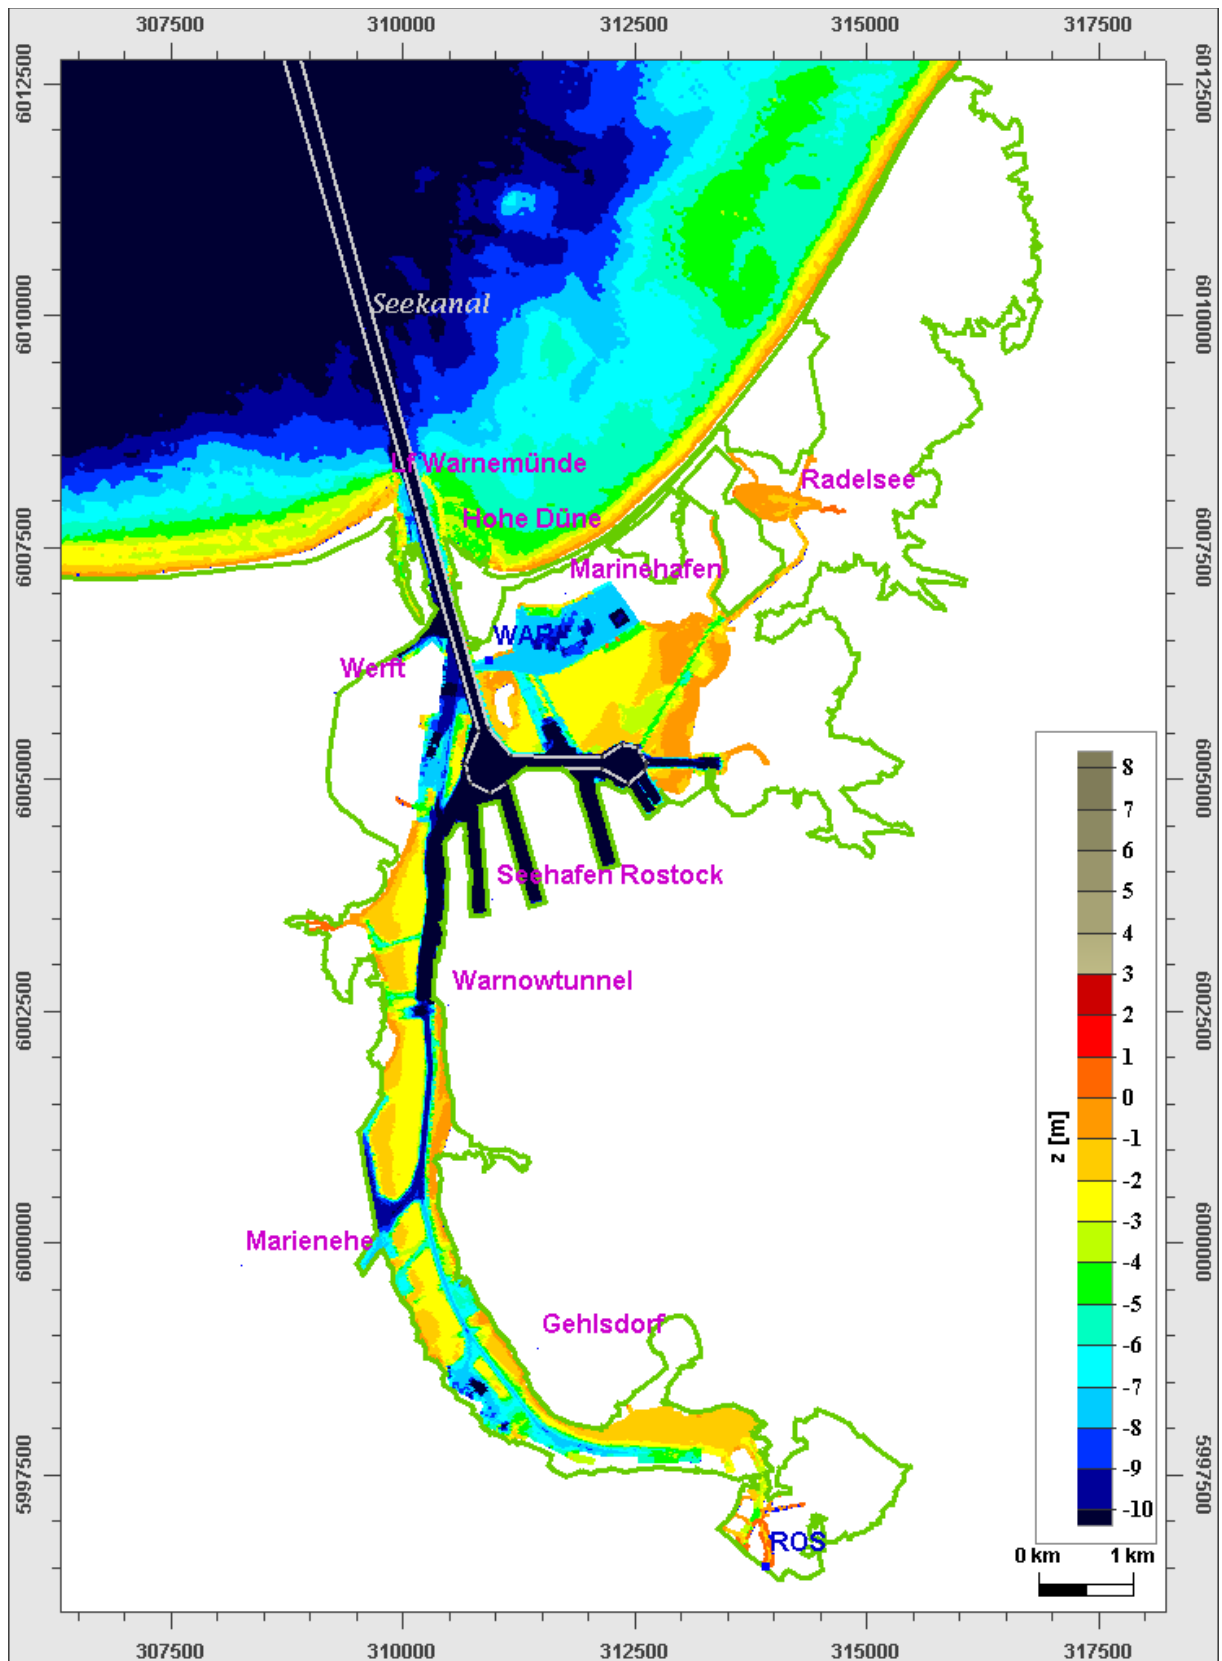 307500 310000 312500 315000 317500
6012500 6012500
Seekanal
6010000 6010000
Lf Warnemünde
Radelsee
Hohe Düne
6007500 6007500
Marinehafen
WAR
Werft
6005000 6005000
Seehafen Rostock
Warnowtunnel
6002500 6002500
Marienehe
6000000 6000000
Gehlsdorf
5997500 5997500
ROS
z [m]
8
7
6
5
4
3
2
1
0
-1
-2
-3
-4
-5
-6
-7
-8
-9
-10
0 km 1 km
307500 310000 312500 315000 317500